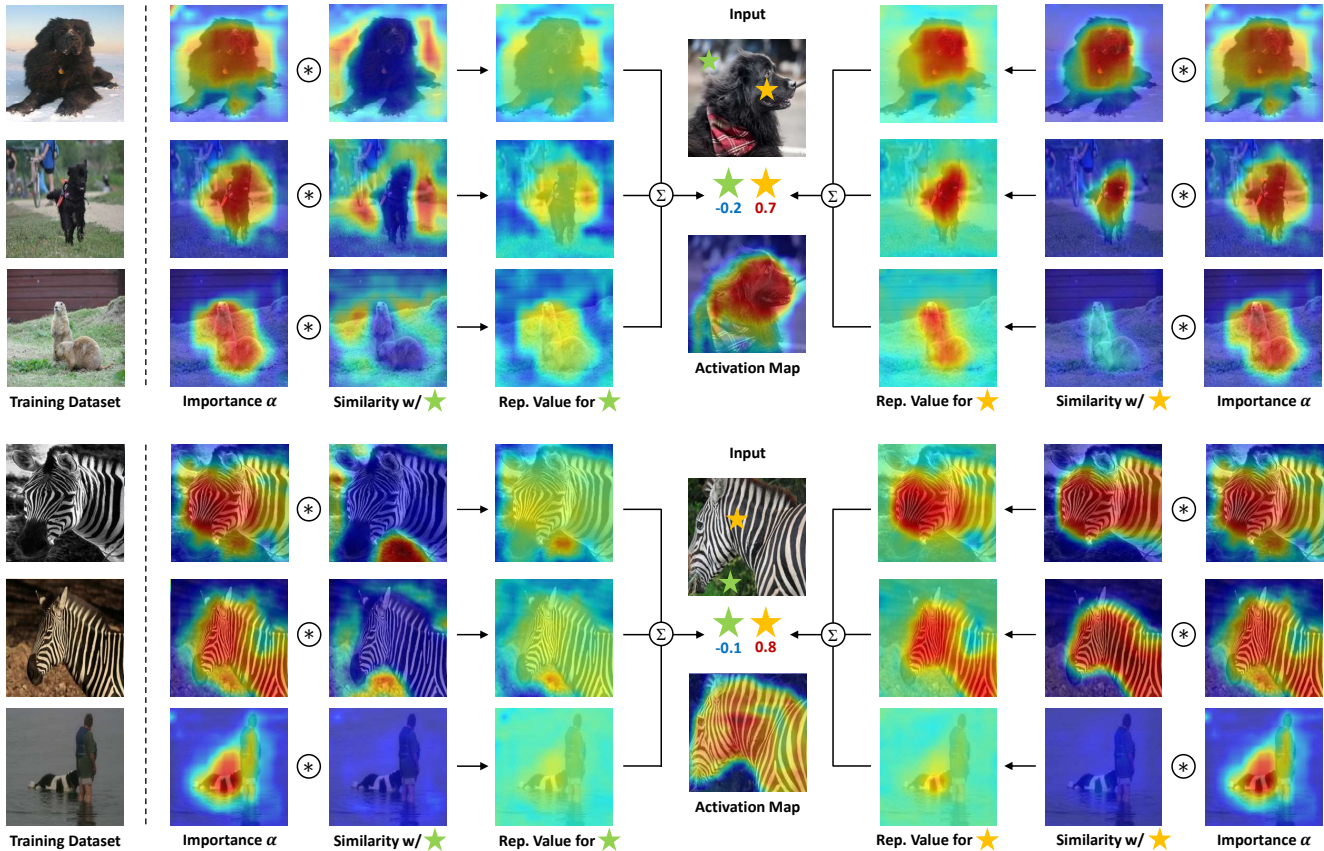 Input
-0.2 0.7
Σ Σ
Activation Map
Training Dataset Importance α Similarity w/ Rep. Value for Rep. Value for Similarity w/ Importance α
Input
-0.1 0.8
Σ Σ
Activation Map
Training Dataset Importance α Similarity w/ Rep. Value for Rep. Value for Similarity w/ Importance α